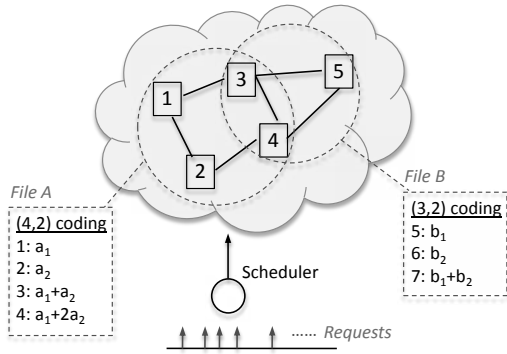 1
3
5
2
4
File A
(4,2) coding
1: a₁
2: a₂
3: a₁+a₂
4: a₁+2a₂
File B
(3,2) coding
5: b₁
6: b₂
7: b₁+b₂
Scheduler
...... Requests